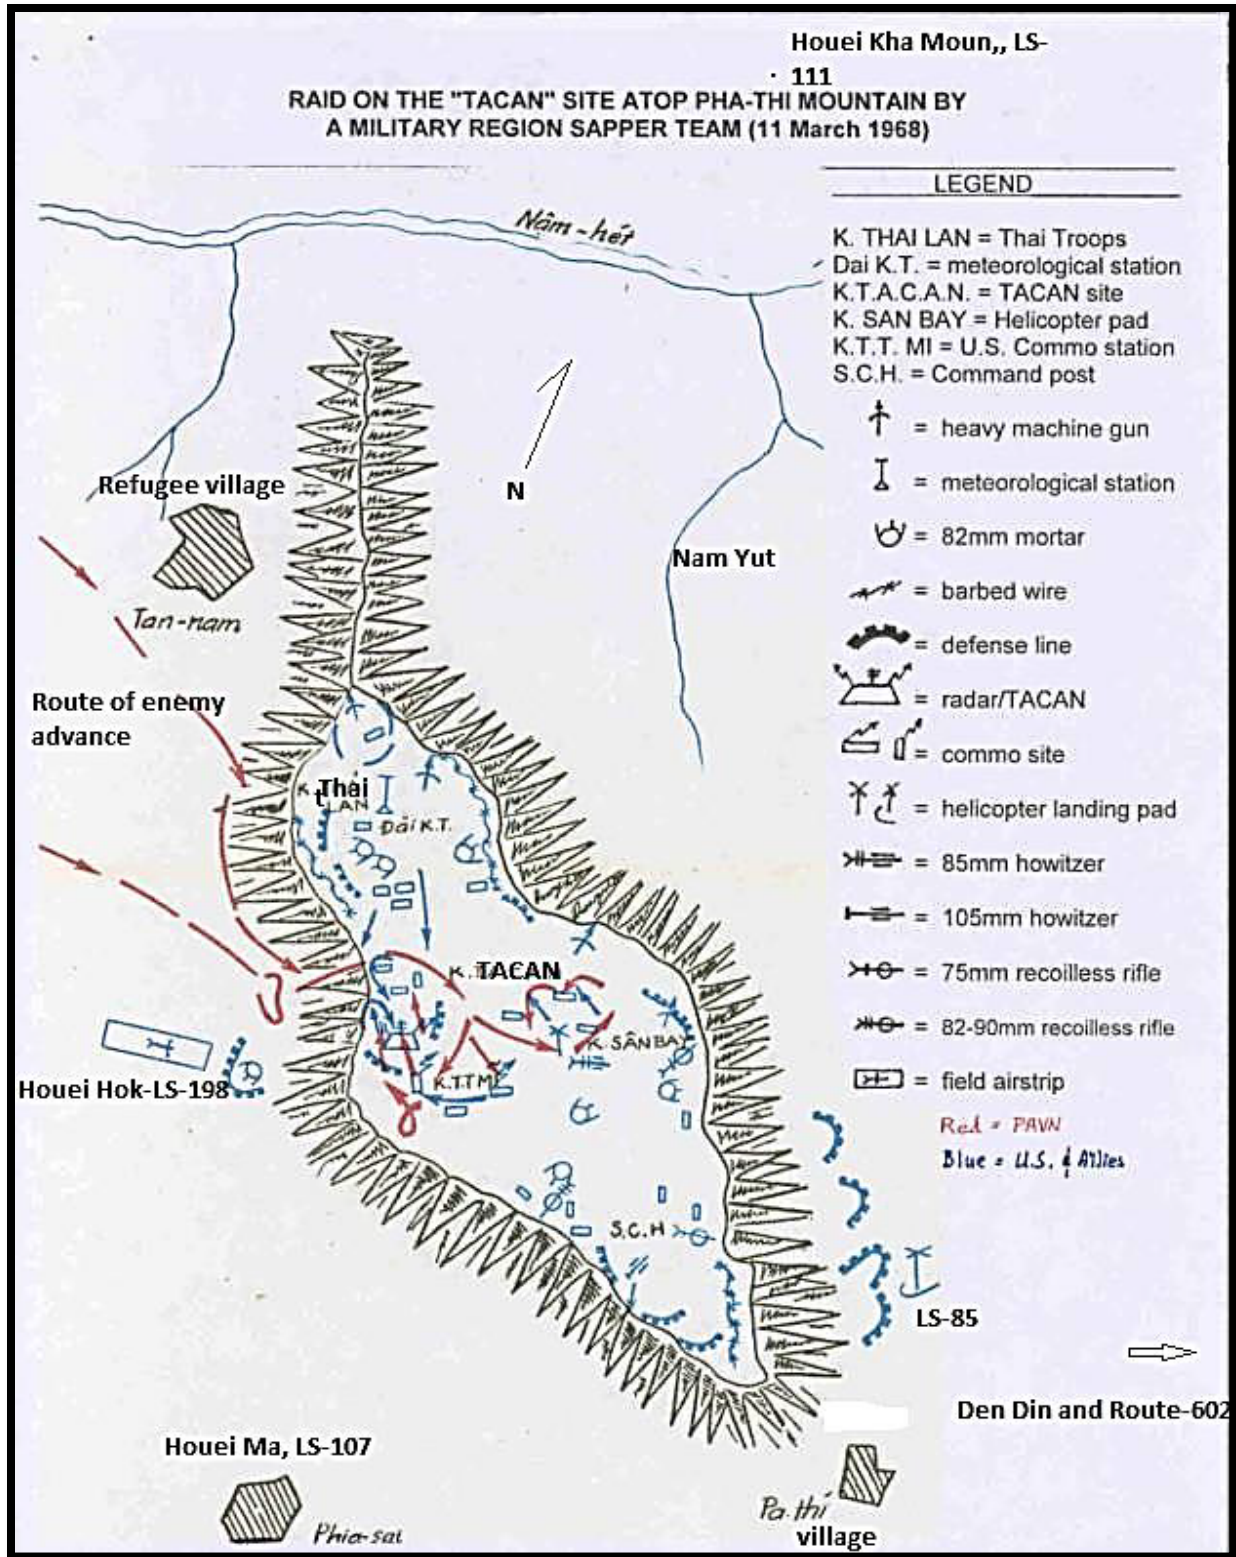 Houei Kha Moun,, LS-
111
RAID ON THE "TACAN" SITE ATOP PHA-THI MOUNTAIN BY
A MILITARY REGION SAPPER TEAM (11 March 1968)
LEGEND
K. THAI LAN = Thai Troops
Dai K.T. = meteorological station
K.T.A.C.A.N. = TACAN site
K. SAN BAY = Helicopter pad
K.T.T. MI = U.S. Commo station
S.C.H. = Command post
= heavy machine gun
= meteorological station
= 82mm mortar
= barbed wire
= defense line
= radar/TACAN
= commo site
= helicopter landing pad
= 85mm howitzer
= 105mm howitzer
= 75mm recoilless rifle
= 82-90mm recoilless rifle
= field airstrip
Red = PAVN
Blue = U.S. & Allies
Nâm-hét
N
Refugee village
Tan-nam
Nam Yut
Route of enemy
advance
K
Thai
t
LAN
Đài K.T.
K.T
TACAN
K. SÂN BAY
K.T.T MĨ
Houei Hok-LS-198
S.C.H
LS-85
Den Din and Route-602
Houei Ma, LS-107
Phia-sai
Pa-thí
village